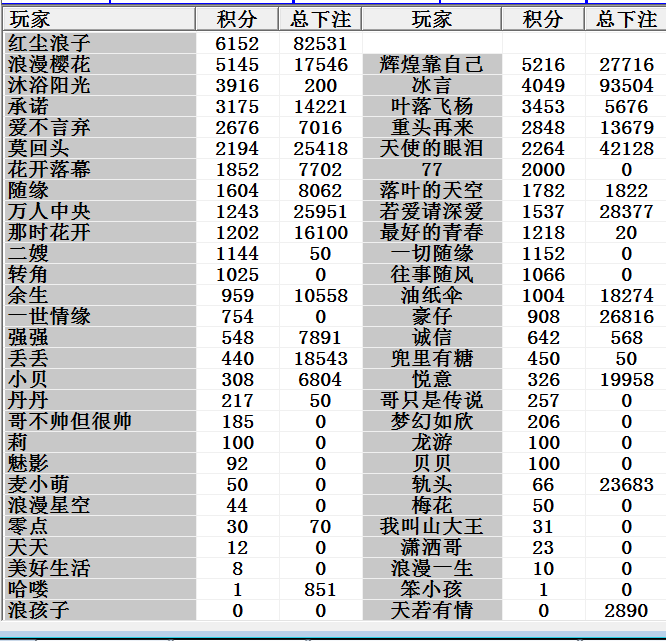 玩家 积分 总下注 玩家 积分 总下注
红尘浪子 6152 82531
浪漫樱花 5145 17546 辉煌靠自己 5216 27716
沐浴阳光 3916 200 冰言 4049 93504
承诺 3175 14221 叶落飞杨 3453 5676
爱不言弃 2676 7016 重头再来 2848 13679
莫回头 2194 25418 天使的眼泪 2264 42128
花开落幕 1852 7702 77 2000 0
随缘 1604 8062 落叶的天空 1782 1822
万人中央 1243 25951 若爱请深爱 1537 28377
那时花开 1202 16100 最好的青春 1218 20
二嫂 1144 50 一切随缘 1152 0
转角 1025 0 往事随风 1066 0
余生 959 10558 油纸伞 1004 18274
一世情缘 754 0 豪仔 908 26816
强强 548 7891 诚信 642 568
丢丢 440 18543 兜里有糖 450 50
小贝 308 6804 悦意 326 19958
丹丹 217 50 哥只是传说 257 0
哥不帅但很帅 185 0 梦幻如欣 206 0
莉 100 0 龙游 100 0
魅影 92 0 贝贝 100 0
麦小萌 50 0 轨头 66 23683
浪漫星空 44 0 梅花 50 0
零点 30 70 我叫山大王 31 0
天天 12 0 潇洒哥 23 0
美好生活 8 0 浪漫一生 10 0
哈喽 1 851 笨小孩 1 0
浪孩子 0 0 天若有情 0 2890